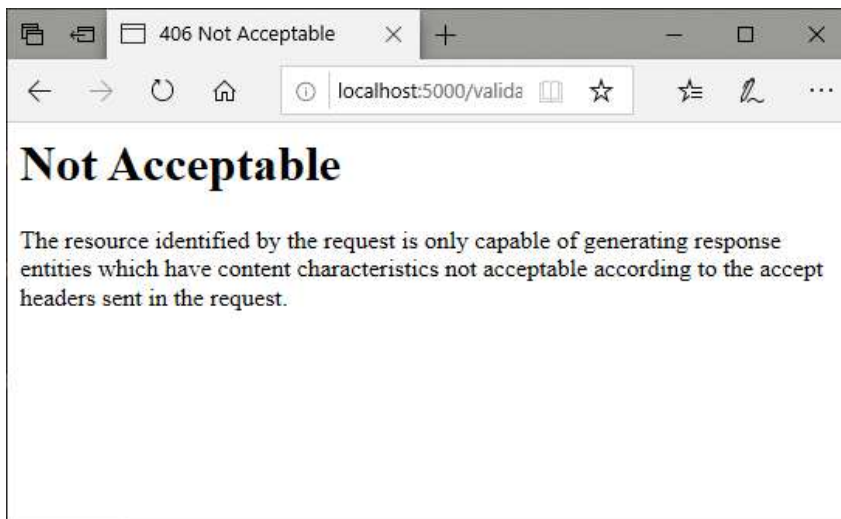 406 Not Acceptable
localhost:5000/valida
Not Acceptable
The resource identified by the request is only capable of generating response
entities which have content characteristics not acceptable according to the accept
headers sent in the request.